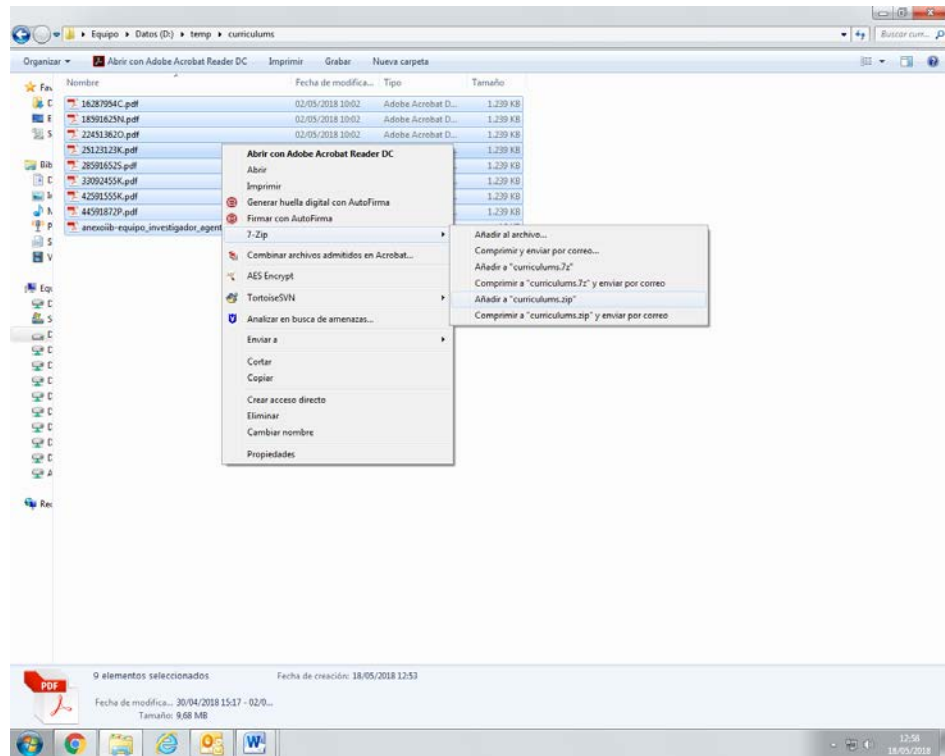 Equipo ▸ Datos (D:) ▸ temp ▸ curriculums
Buscar curr...
Organizar
Abrir con Adobe Acrobat Reader DC
Imprimir
Grabar
Nueva carpeta
Nombre Fecha de modifica... Tipo Tamaño
16287954C.pdf 02/05/2018 10:02 Adobe Acrobat D... 1.239 KB
18591625N.pdf 02/05/2018 10:02 Adobe Acrobat D... 1.239 KB
22451362O.pdf 02/05/2018 10:02 Adobe Acrobat D... 1.239 KB
25123123K.pdf 1.239 KB
28591652S.pdf 1.239 KB
33092455K.pdf 1.239 KB
42591555K.pdf 1.239 KB
44591872P.pdf 1.239 KB
anexoiib-equipo_investigador_agent
Fav
Bib
Equ
Rec
Abrir con Adobe Acrobat Reader DC
Abrir
Imprimir
Generar huella digital con AutoFirma
Firmar con AutoFirma
7-Zip
Combinar archivos admitidos en Acrobat...
AES Encrypt
TortoiseSVN
Analizar en busca de amenazas...
Enviar a
Cortar
Copiar
Crear acceso directo
Eliminar
Cambiar nombre
Propiedades
Añadir al archivo...
Comprimir y enviar por correo...
Añadir a "curriculums.7z"
Comprimir a "curriculums.7z" y enviar por correo
Añadir a "curriculums.zip"
Comprimir a "curriculums.zip" y enviar por correo
PDF
9 elementos seleccionados Fecha de creación: 18/05/2018 12:53
Fecha de modifica... 30/04/2018 15:17 - 02/0...
Tamaño: 9,68 MB
12:56
18/05/2018